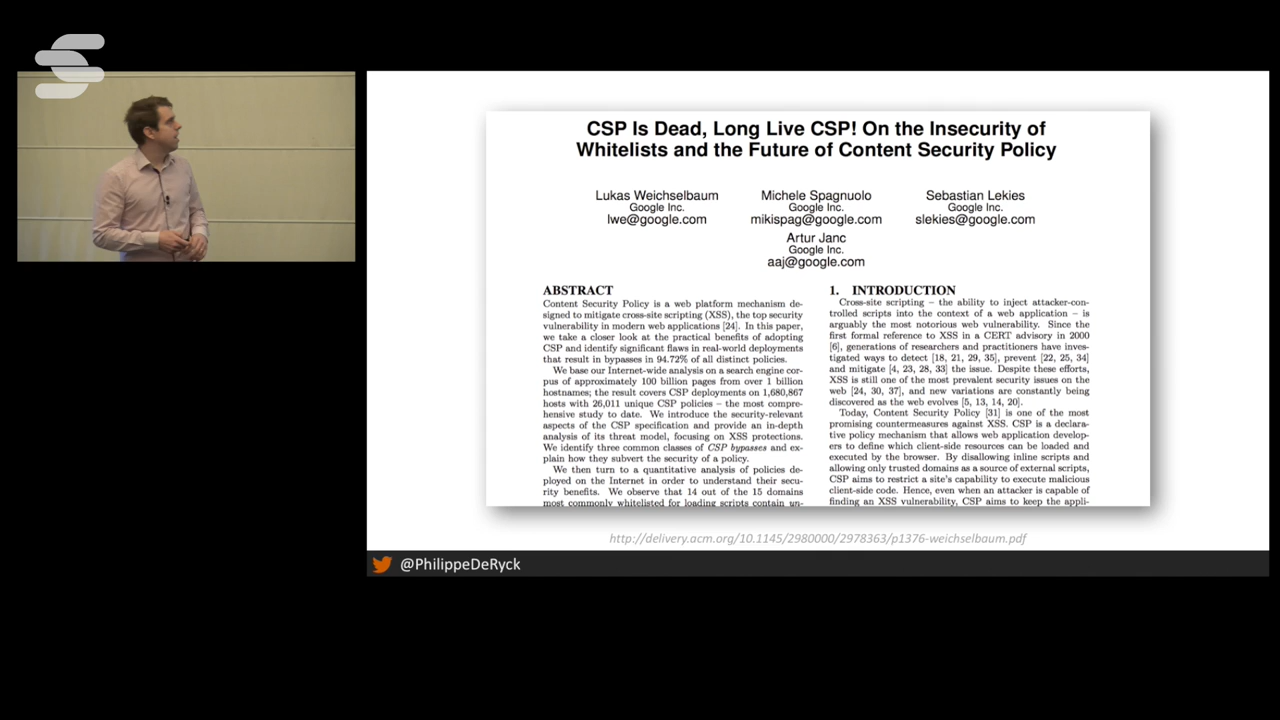 CSP Is Dead, Long Live CSP! On the Insecurity of
Whitelists and the Future of Content Security Policy
Lukas Weichselbaum
Google Inc.
lwe@google.com
Michele Spagnuolo
Google Inc.
mikispag@google.com
Sebastian Lekies
Google Inc.
slekies@google.com
Artur Janc
Google Inc.
aaj@google.com
ABSTRACT
Content Security Policy is a web platform mechanism de-
signed to mitigate cross-site scripting (XSS), the top security
vulnerability in modern web applications [24]. In this paper,
we take a closer look at the practical benefits of adopting
CSP and identify significant flaws in real-world deployments
that result in bypasses in 94.72% of all distinct policies.
We base our Internet-wide analysis on a search engine cor-
pus of approximately 100 billion pages from over 1 billion
hostnames; the result covers CSP deployments on 1,680,867
hosts with 26,011 unique CSP policies – the most compre-
hensive study to date. We introduce the security-relevant
aspects of the CSP specification and provide an in-depth
analysis of its threat model, focusing on XSS protections.
We identify three common classes of CSP bypasses and ex-
plain how they subvert the security of a policy.
We then turn to a quantitative analysis of policies de-
ployed on the Internet in order to understand their secu-
rity benefits. We observe that 14 out of the 15 domains
most commonly whitelisted for loading scripts contain un-
1. INTRODUCTION
Cross-site scripting – the ability to inject attacker-con-
trolled scripts into the context of a web application – is
arguably the most notorious web vulnerability. Since the
first formal reference to XSS in a CERT advisory in 2000
[6], generations of researchers and practitioners have inves-
tigated ways to detect [18, 21, 29, 35], prevent [22, 25, 34]
and mitigate [4, 23, 28, 33] the issue. Despite these efforts,
XSS is still one of the most prevalent security issues on the
web [24, 30, 37], and new variations are constantly being
discovered as the web evolves [5, 13, 14, 20].
Today, Content Security Policy [31] is one of the most
promising countermeasures against XSS. CSP is a declara-
tive policy mechanism that allows web application develop-
ers to define which client-side resources can be loaded and
executed by the browser. By disallowing inline scripts and
allowing only trusted domains as a source of external scripts,
CSP aims to restrict a site's capability to execute malicious
client-side code. Hence, even when an attacker is capable of
finding an XSS vulnerability, CSP aims to keep the appli-
http://delivery.acm.org/10.1145/2980000/2978363/p1376-weichselbaum.pdf
@PhilippeDeRyck